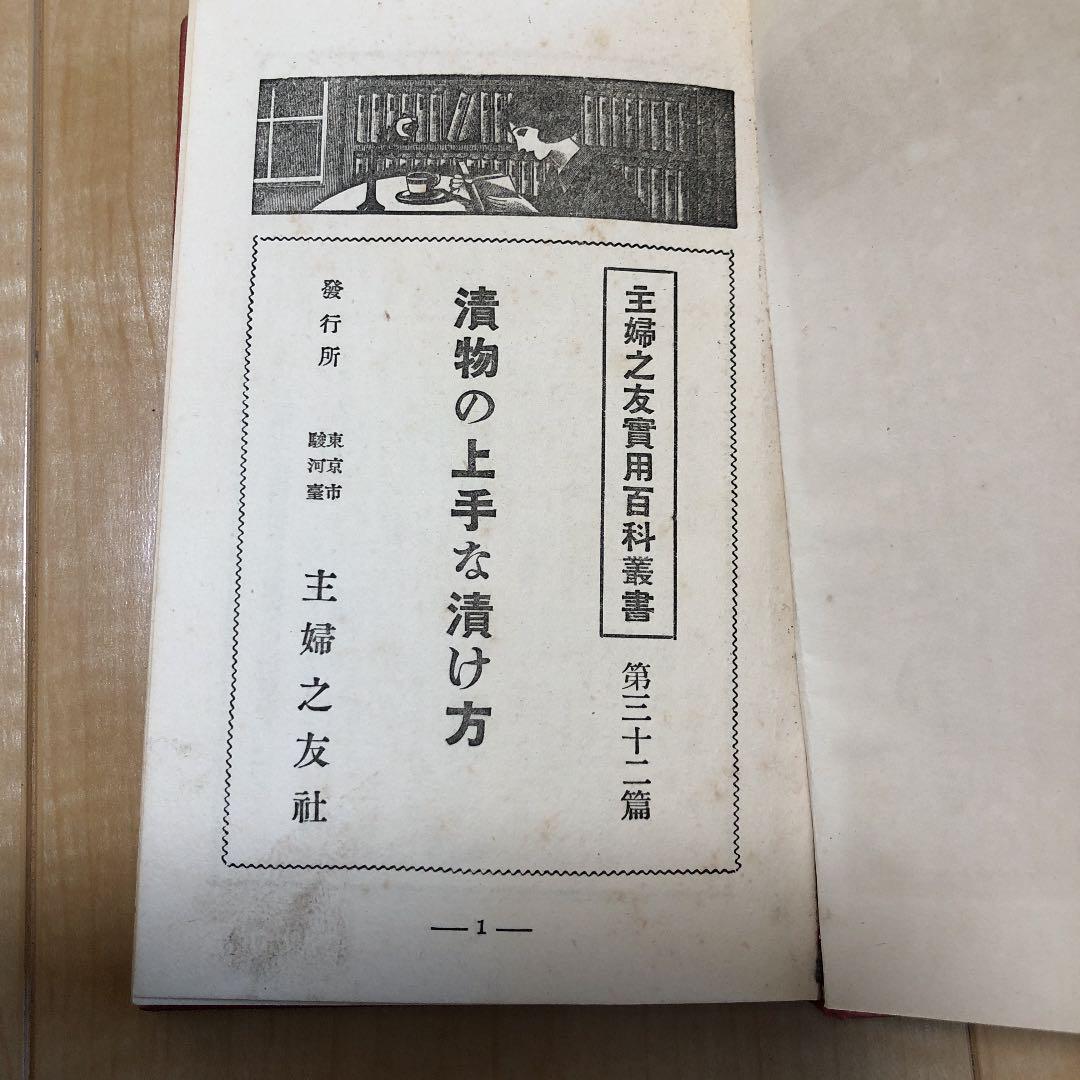 主婦之友實用百科叢書
第三十二篇
漬物の上手な漬け方
發行所
東京市
駿河臺
主婦之友社
— 1 —